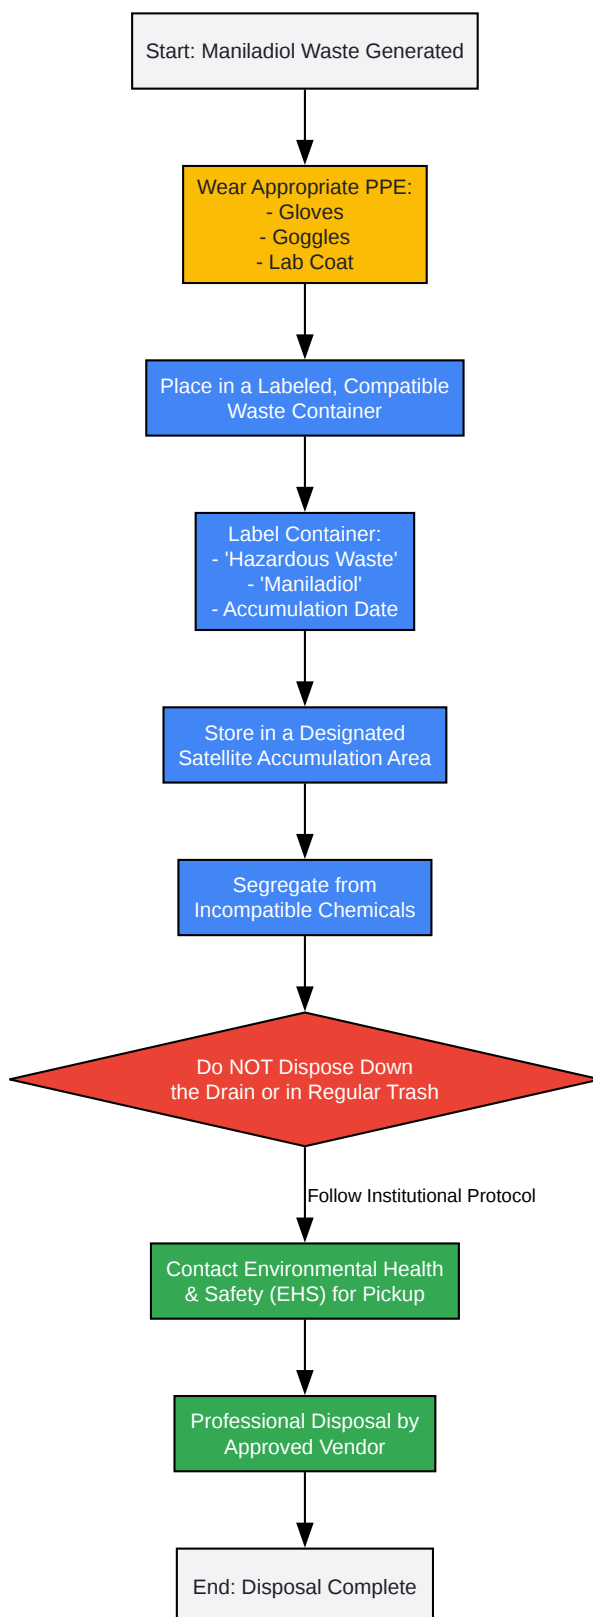 Start: Maniladiol Waste Generated
Wear Appropriate PPE:
- Gloves
- Goggles
- Lab Coat
Place in a Labeled, Compatible
Waste Container
Label Container:
- 'Hazardous Waste'
- 'Maniladiol'
- Accumulation Date
Store in a Designated
Satellite Accumulation Area
Segregate from
Incompatible Chemicals
Do NOT Dispose Down
the Drain or in Regular Trash
Follow Institutional Protocol
Contact Environmental Health
& Safety (EHS) for Pickup
Professional Disposal by
Approved Vendor
End: Disposal Complete